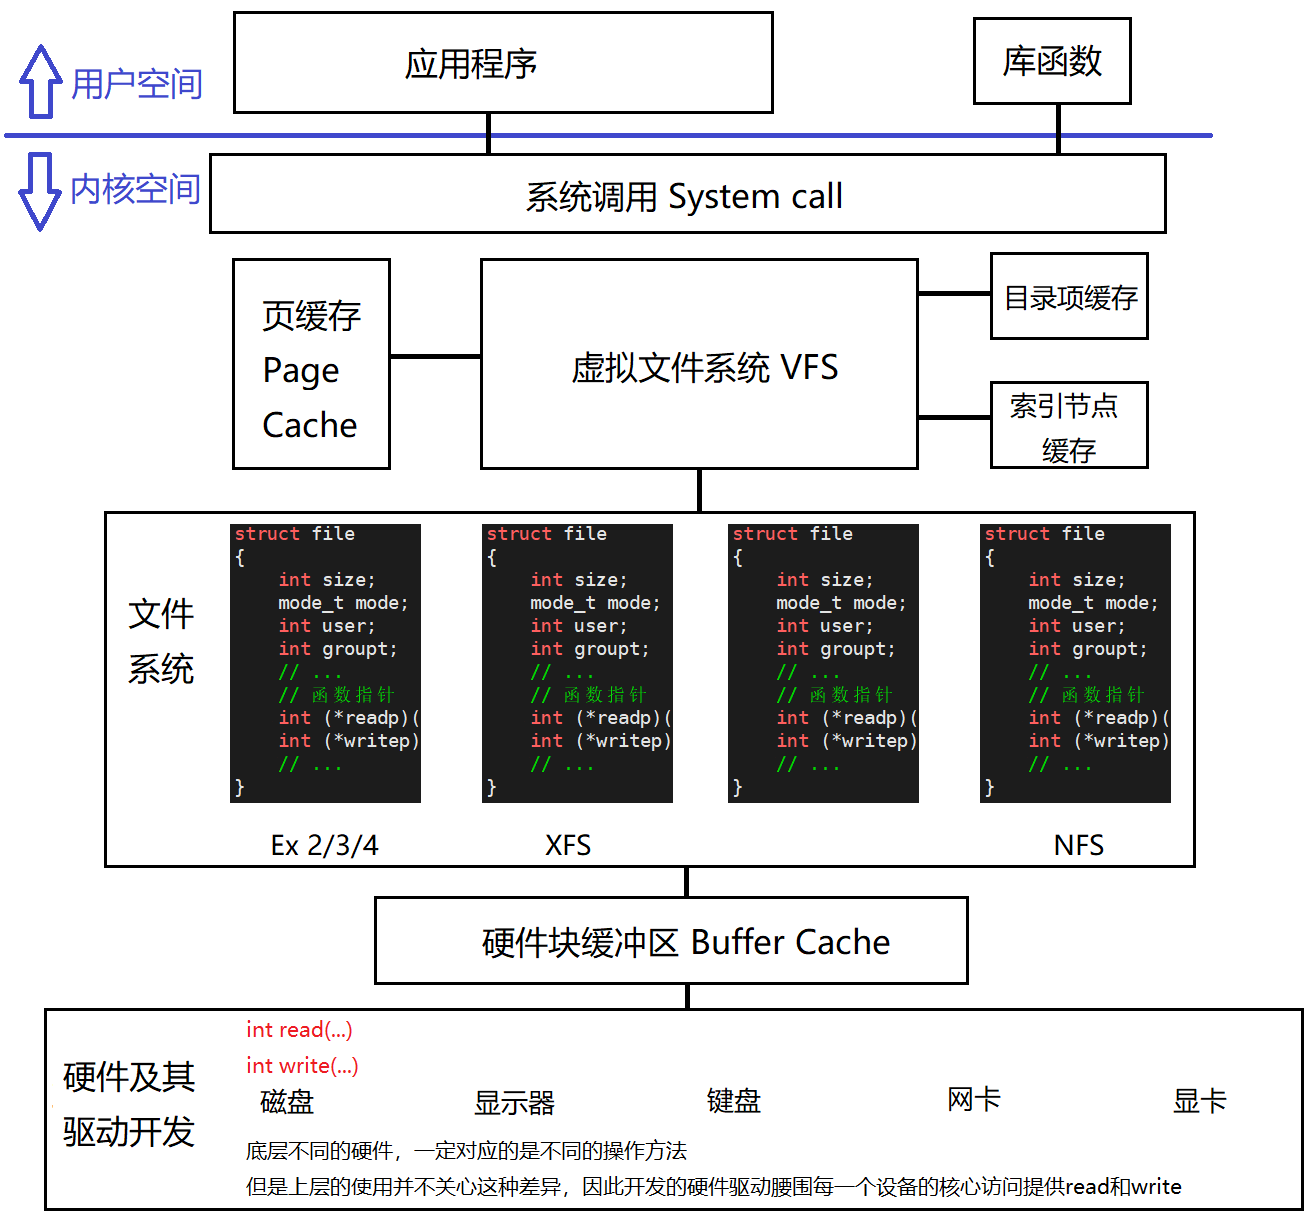 应用程序
库函数
用户空间
内核空间
系统调用 System call
页缓存
Page
Cache
虚拟文件系统 VFS
目录项缓存
索引节点
缓存
文件
系统
struct file
{
int size;
mode_t mode;
int user;
int groupt;
// ...
// 函数指针
int (*readp)(
int (*writep)
// ...
}
Ex 2/3/4
struct file
{
int size;
mode_t mode;
int user;
int groupt;
// ...
// 函数指针
int (*readp)(
int (*writep)
// ...
}
XFS
struct file
{
int size;
mode_t mode;
int user;
int groupt;
// ...
// 函数指针
int (*readp)(
int (*writep)
// ...
}
struct file
{
int size;
mode_t mode;
int user;
int groupt;
// ...
// 函数指针
int (*readp)(
int (*writep)
// ...
}
NFS
硬件块缓冲区 Buffer Cache
硬件及其
驱动开发
int read(...)
int write(...)
磁盘 显示器 键盘 网卡 显卡
底层不同的硬件，一定对应的是不同的操作方法
但是上层的使用并不关心这种差异，因此开发的硬件驱动腰围每一个设备的核心访问提供read和write